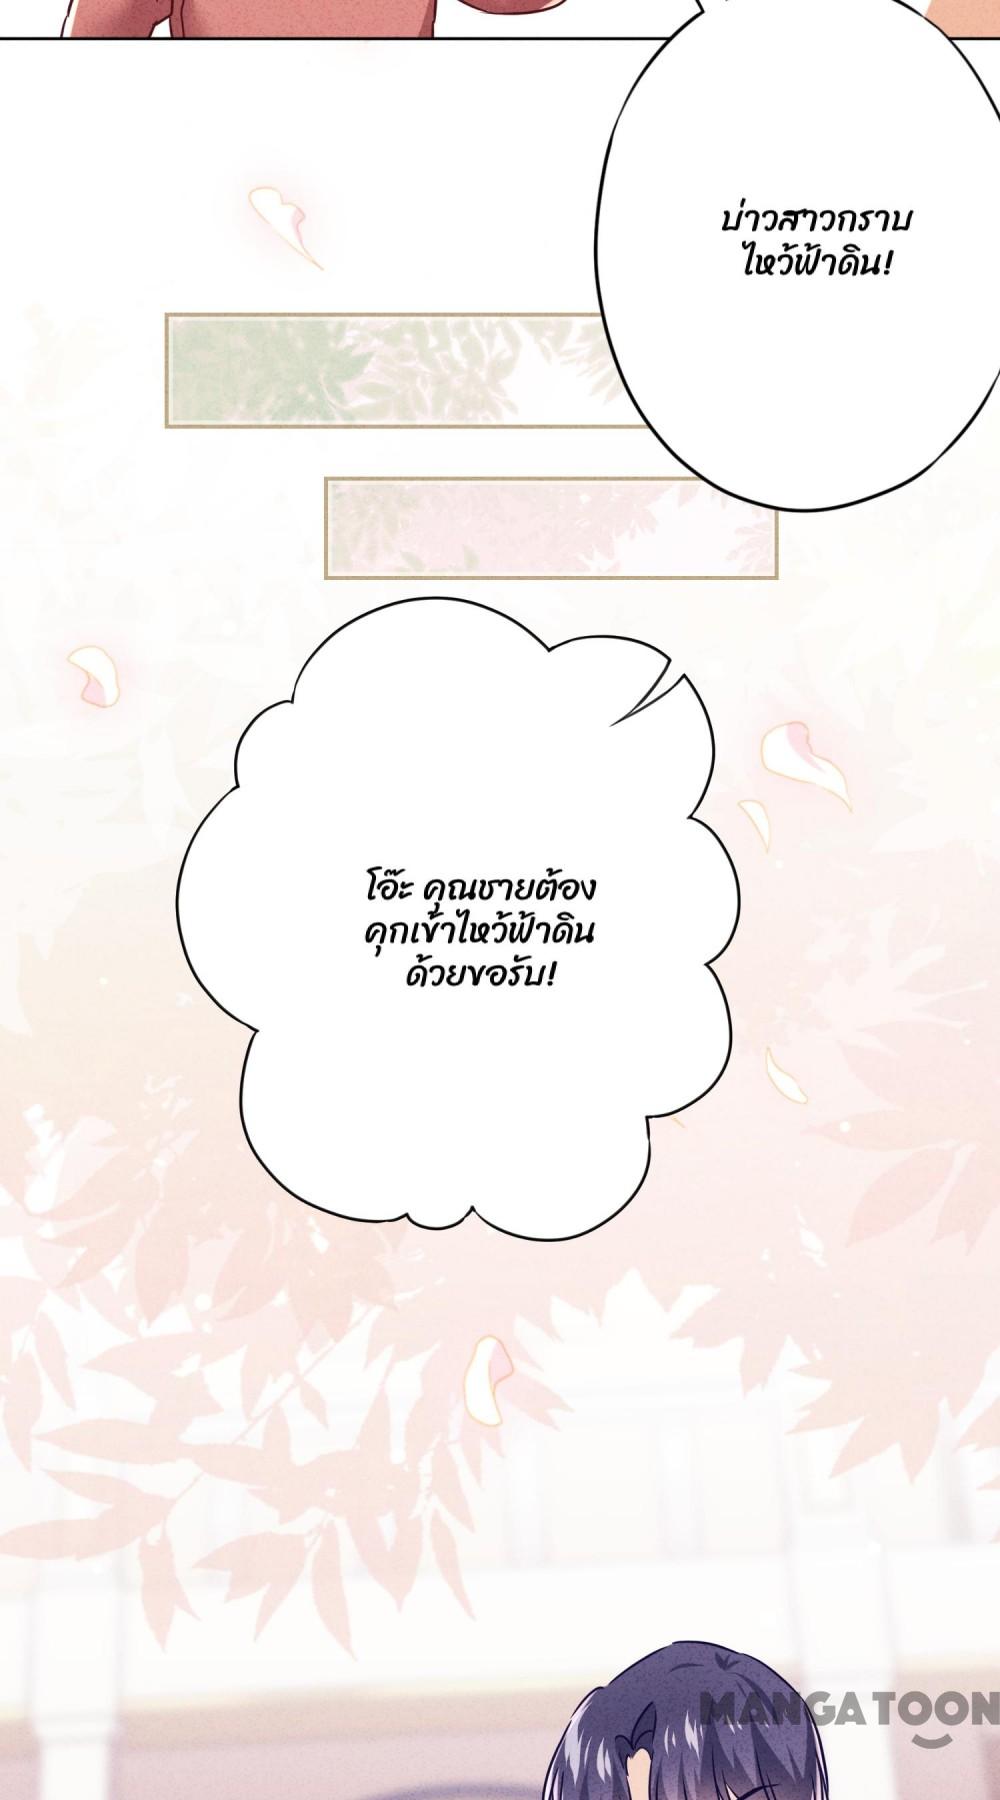 บ่าวสาวกราบ
ไหว้ฟ้าดิน!
โอ๊ะ คุณชายต้อง
คุกเข่าไหว้ฟ้าดิน
ด้วยขอรับ!
MANGATOON